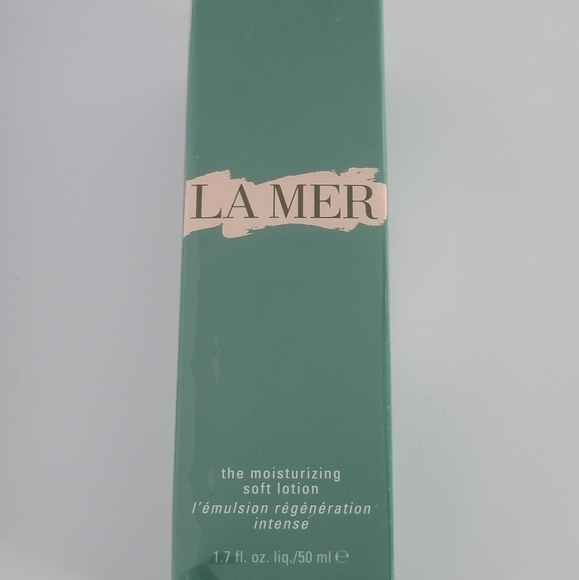 LA MER
the moisturizing
soft lotion
l'émulsion régénération
intense
1.7 fl. oz. liq./50 ml ℮